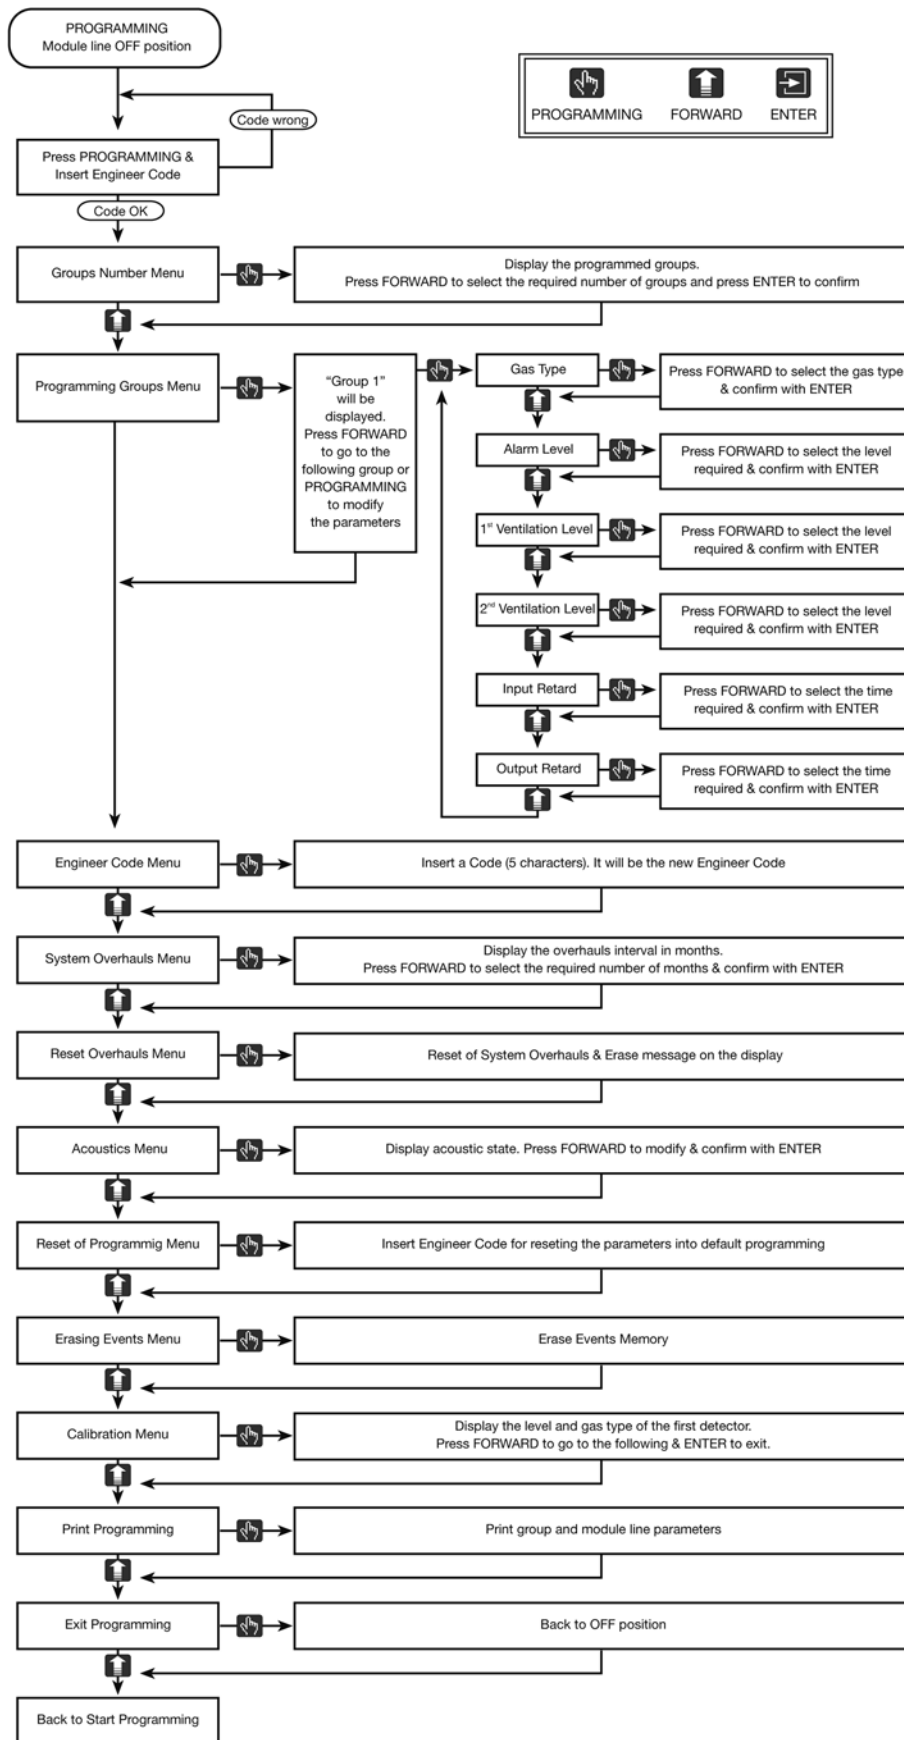 PROGRAMMING
Module line OFF position
PROGRAMMING
FORWARD
ENTER
Code wrong
Press PROGRAMMING &
Insert Engineer Code
Code OK
Groups Number Menu
Display the programmed groups.
Press FORWARD to select the required number of groups and press ENTER to confirm
Programming Groups Menu
“Group 1”
will be
displayed.
Press FORWARD
to go to the
following group or
PROGRAMMING
to modify
the parameters
Gas Type
Press FORWARD to select the gas type
& confirm with ENTER
Alarm Level
Press FORWARD to select the level
required & confirm with ENTER
1st Ventilation Level
Press FORWARD to select the level
required & confirm with ENTER
2nd Ventilation Level
Press FORWARD to select the level
required & confirm with ENTER
Input Retard
Press FORWARD to select the time
required & confirm with ENTER
Output Retard
Press FORWARD to select the time
required & confirm with ENTER
Engineer Code Menu
Insert a Code (5 characters). It will be the new Engineer Code
System Overhauls Menu
Display the overhauls interval in months.
Press FORWARD to select the required number of months & confirm with ENTER
Reset Overhauls Menu
Reset of System Overhauls & Erase message on the display
Acoustics Menu
Display acoustic state. Press FORWARD to modify & confirm with ENTER
Reset of Programmig Menu
Insert Engineer Code for reseting the parameters into default programming
Erasing Events Menu
Erase Events Memory
Calibration Menu
Display the level and gas type of the first detector.
Press FORWARD to go to the following & ENTER to exit.
Print Programming
Print group and module line parameters
Exit Programming
Back to OFF position
Back to Start Programming